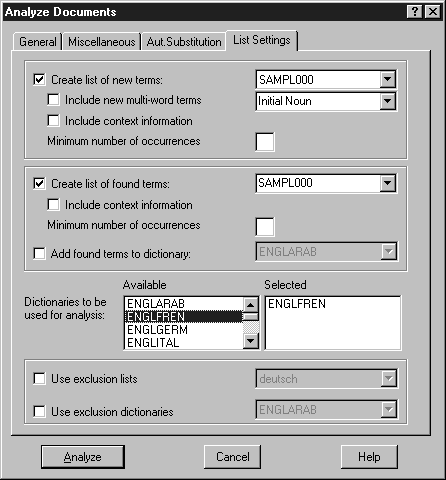 Analyze Documents
General Miscellaneous Aut.Substitution List Settings
Create list of new terms: SAMPL000
Include new multi-word terms Initial Noun
Include context information
Minimum number of occurrences
Create list of found terms: SAMPL000
Include context information
Minimum number of occurrences
Add found terms to dictionary: ENGLARAB
Available Selected
Dictionaries to be
used for analysis:
ENGLARAB
ENGLFREN
ENGLGERM
ENGLITAL
ENGLFREN
Use exclusion lists deutsch
Use exclusion dictionaries ENGLARAB
Analyze Cancel Help